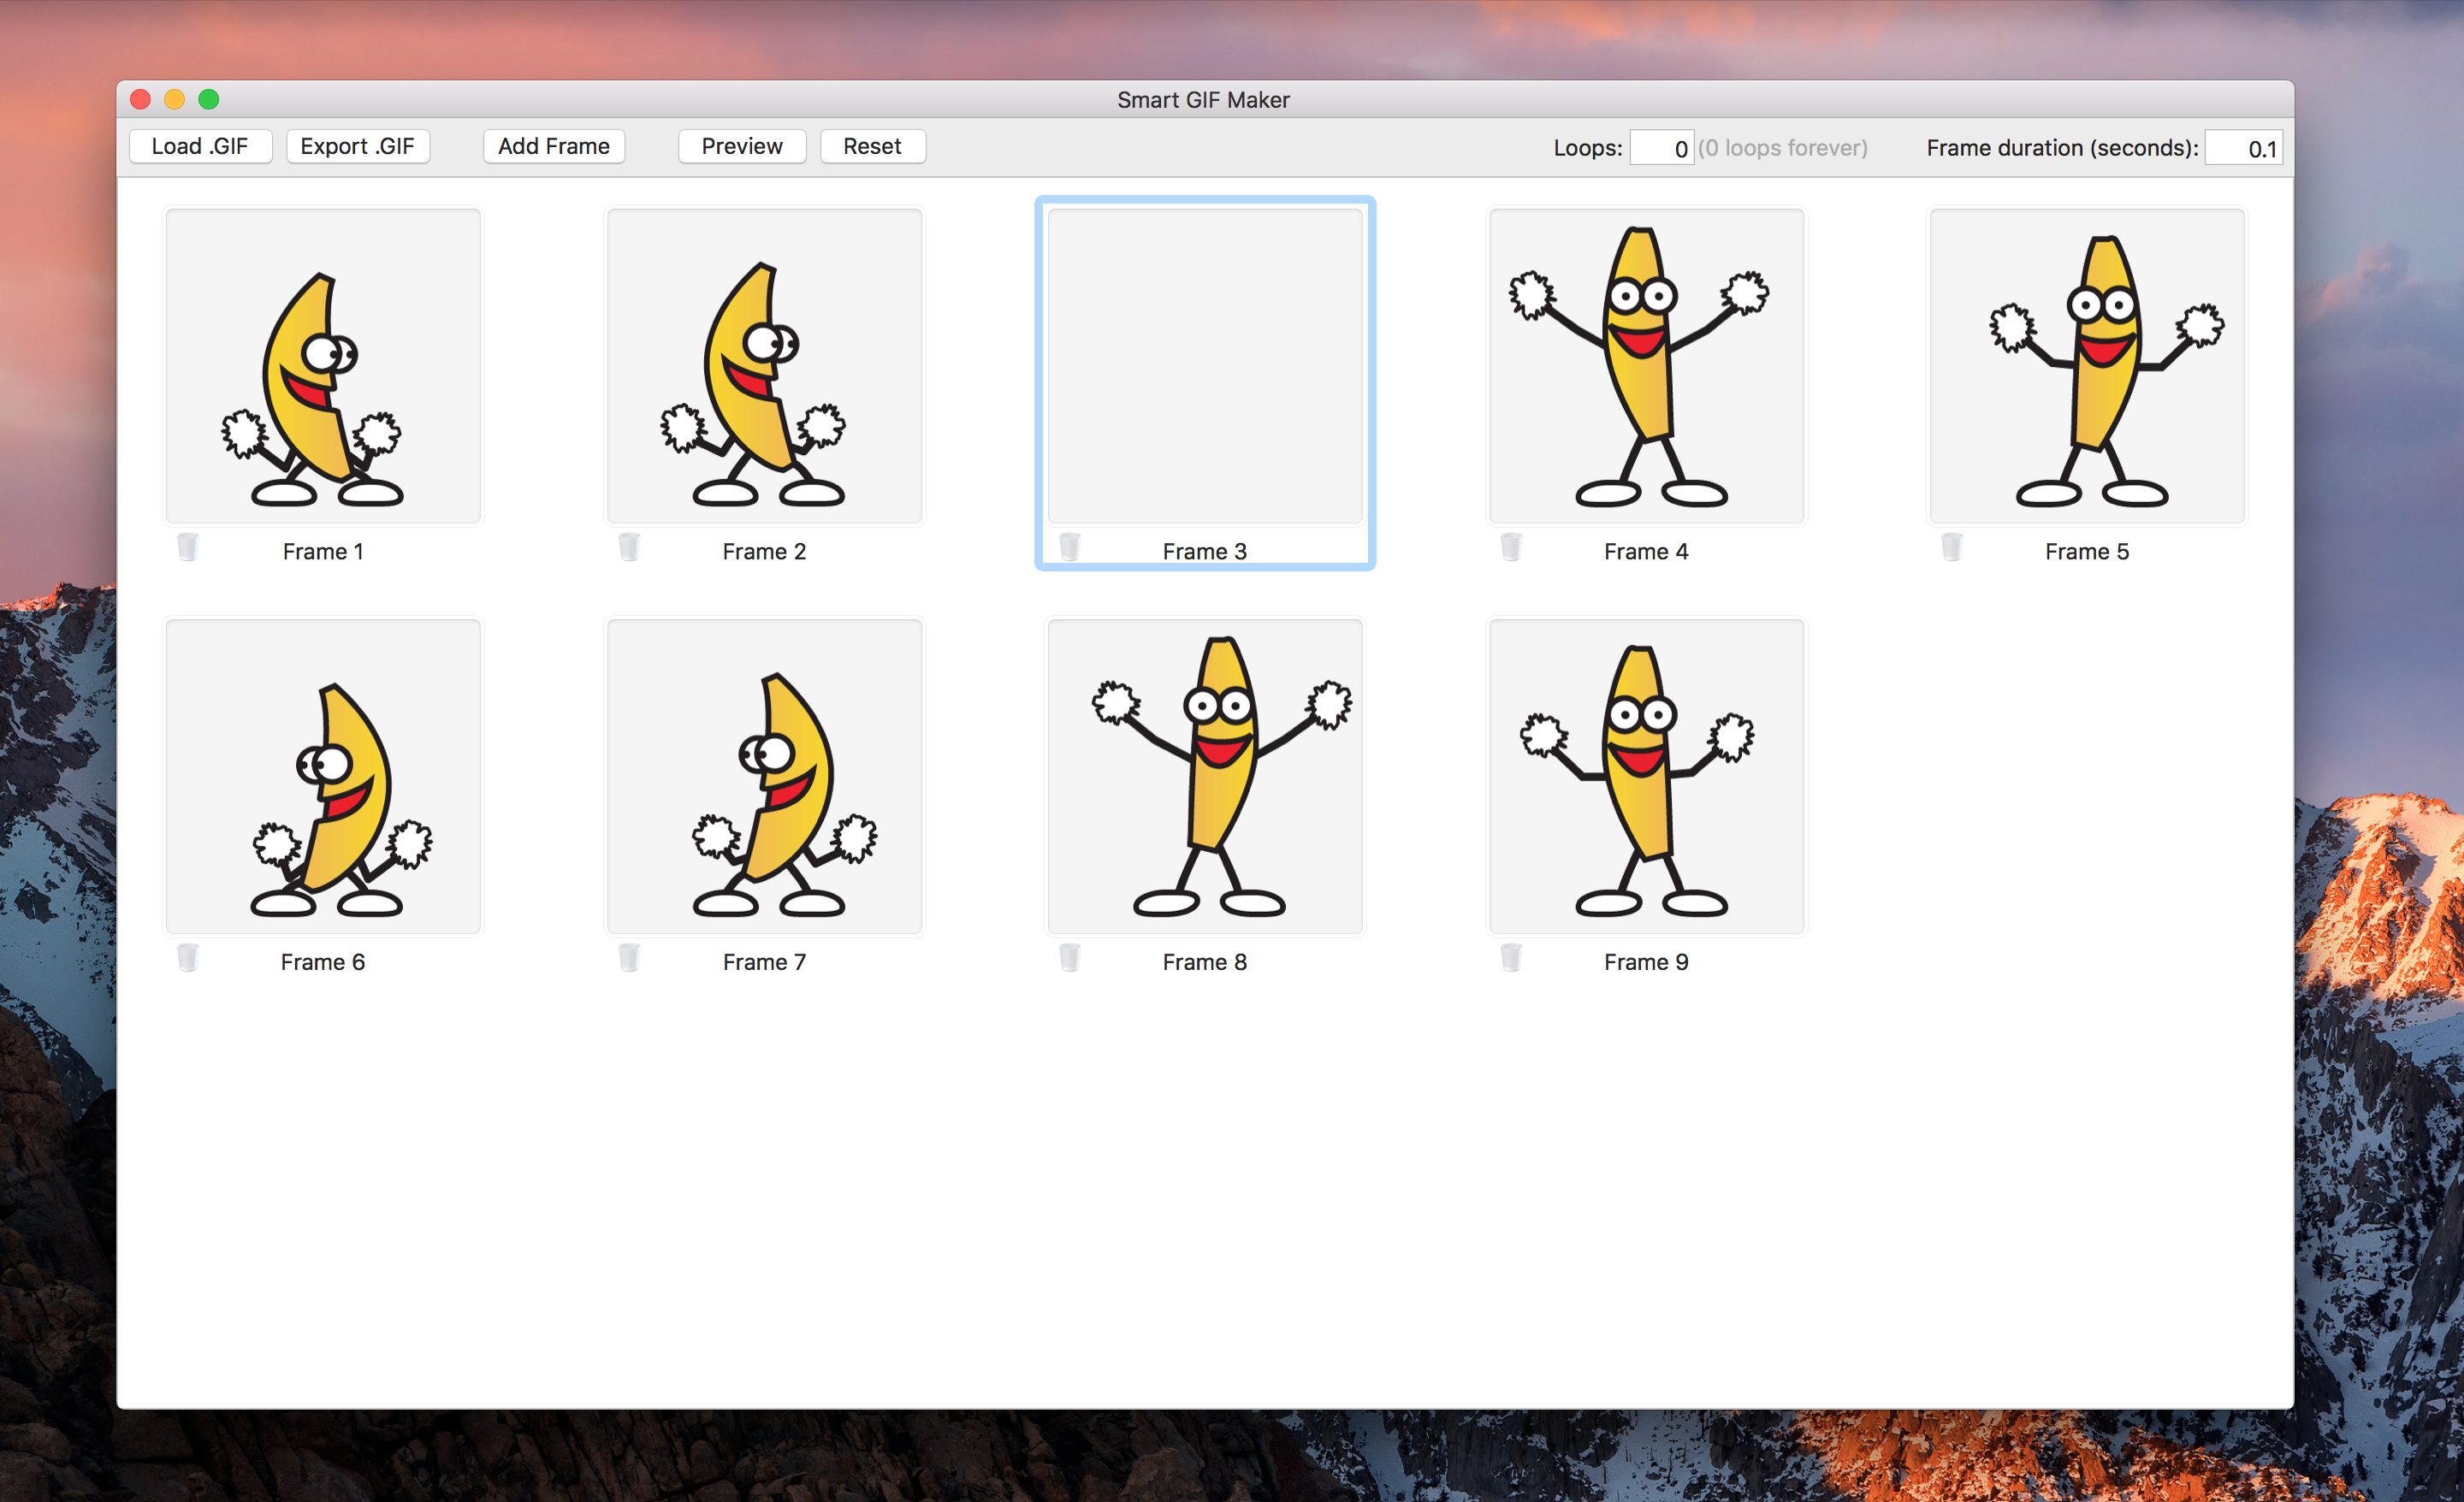 Smart GIF Maker
Load .GIF Export .GIF Add Frame Preview Reset Loops: 0 (0 loops forever) Frame duration (seconds): 0.1
Frame 1 Frame 2 Frame 3 Frame 4 Frame 5
Frame 6 Frame 7 Frame 8 Frame 9